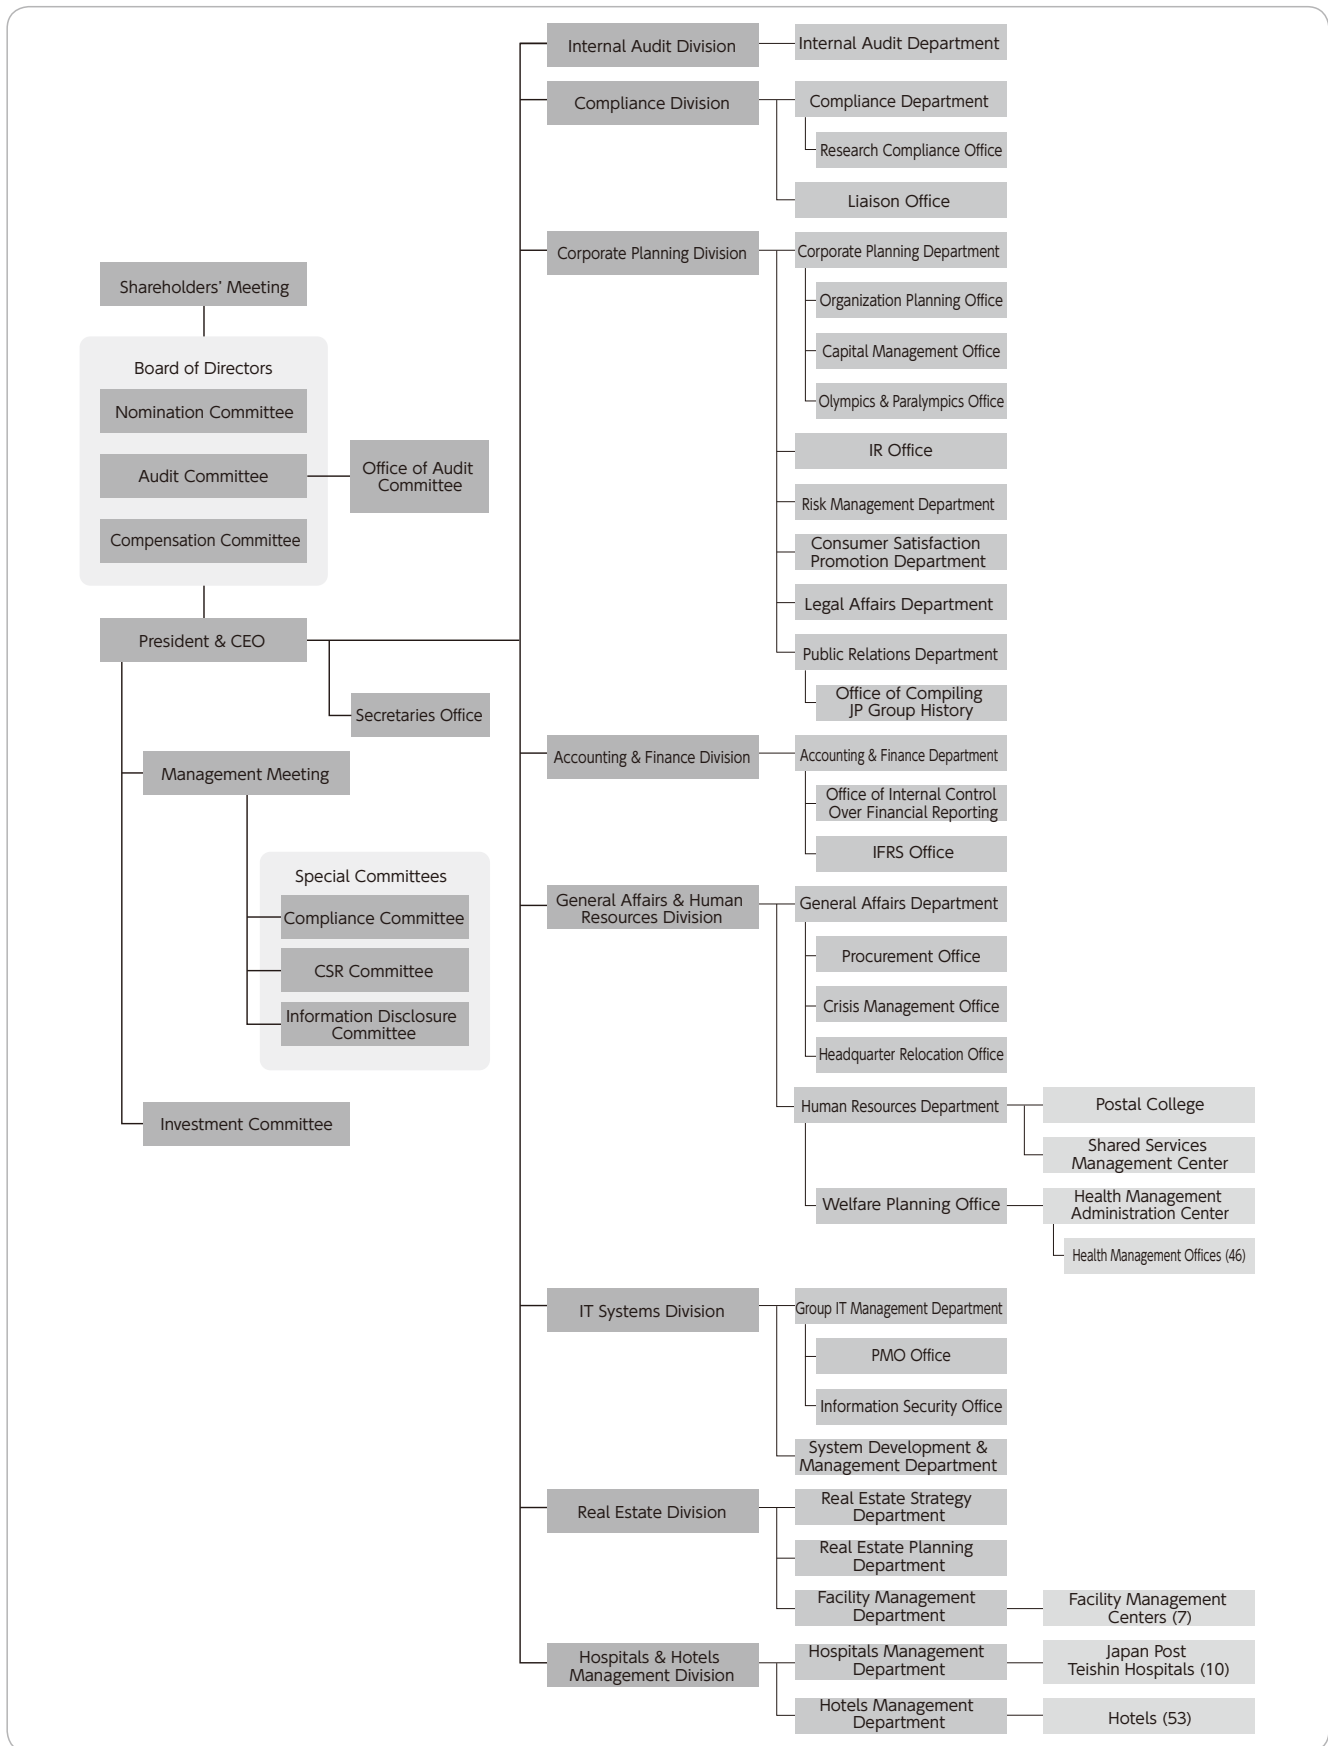 Shareholders' Meeting
Board of Directors
Nomination Committee
Audit Committee
Office of Audit
Committee
Compensation Committee
President & CEO
Secretaries Office
Management Meeting
Special Committees
Compliance Committee
CSR Committee
Information Disclosure
Committee
Investment Committee
Internal Audit Division
Internal Audit Department
Compliance Division
Compliance Department
Research Compliance Office
Liaison Office
Corporate Planning Division
Corporate Planning Department
Organization Planning Office
Capital Management Office
Olympics & Paralympics Office
IR Office
Risk Management Department
Consumer Satisfaction
Promotion Department
Legal Affairs Department
Public Relations Department
Office of Compiling
JP Group History
Accounting & Finance Division
Accounting & Finance Department
Office of Internal Control
Over Financial Reporting
IFRS Office
General Affairs & Human
Resources Division
General Affairs Department
Procurement Office
Crisis Management Office
Headquarter Relocation Office
Human Resources Department
Postal College
Shared Services
Management Center
Welfare Planning Office
Health Management
Administration Center
Health Management Offices (46)
IT Systems Division
Group IT Management Department
PMO Office
Information Security Office
System Development &
Management Department
Real Estate Division
Real Estate Strategy
Department
Real Estate Planning
Department
Facility Management
Department
Facility Management
Centers (7)
Hospitals & Hotels
Management Division
Hospitals Management
Department
Japan Post
Teishin Hospitals (10)
Hotels Management
Department
Hotels (53)